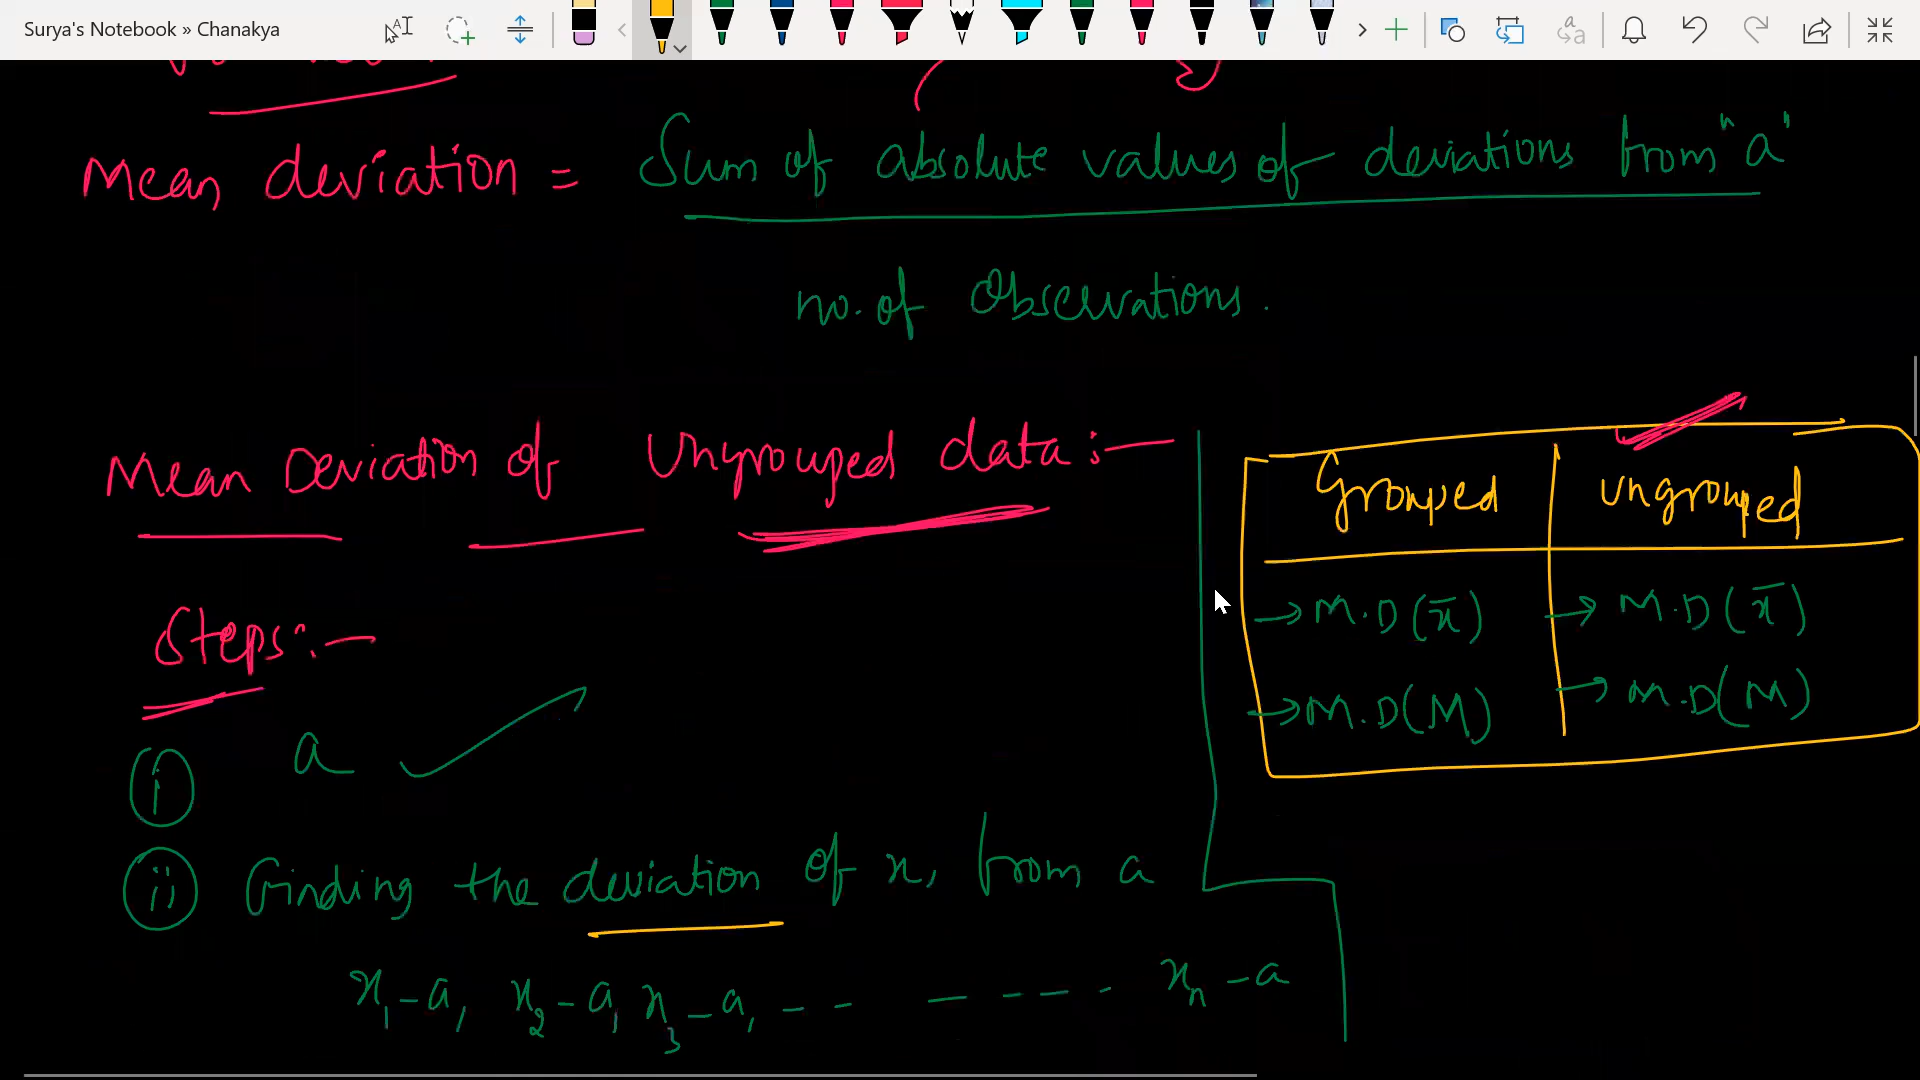 Surya's Notebook » Chanakya
Mean deviation = Sum of absolute values of deviations from "a"
no. of Observations.
Mean Deviation of Ungrouped data :-
Grouped Ungrouped
→ M.D(x̄) → M.D(x̄)
→ M.D(M) → M.D(M)
Steps:-
(i) a
(ii) Finding the deviation of x, from a
x₁-a, x₂-a, x₃-a, - - - - - - xₙ-a